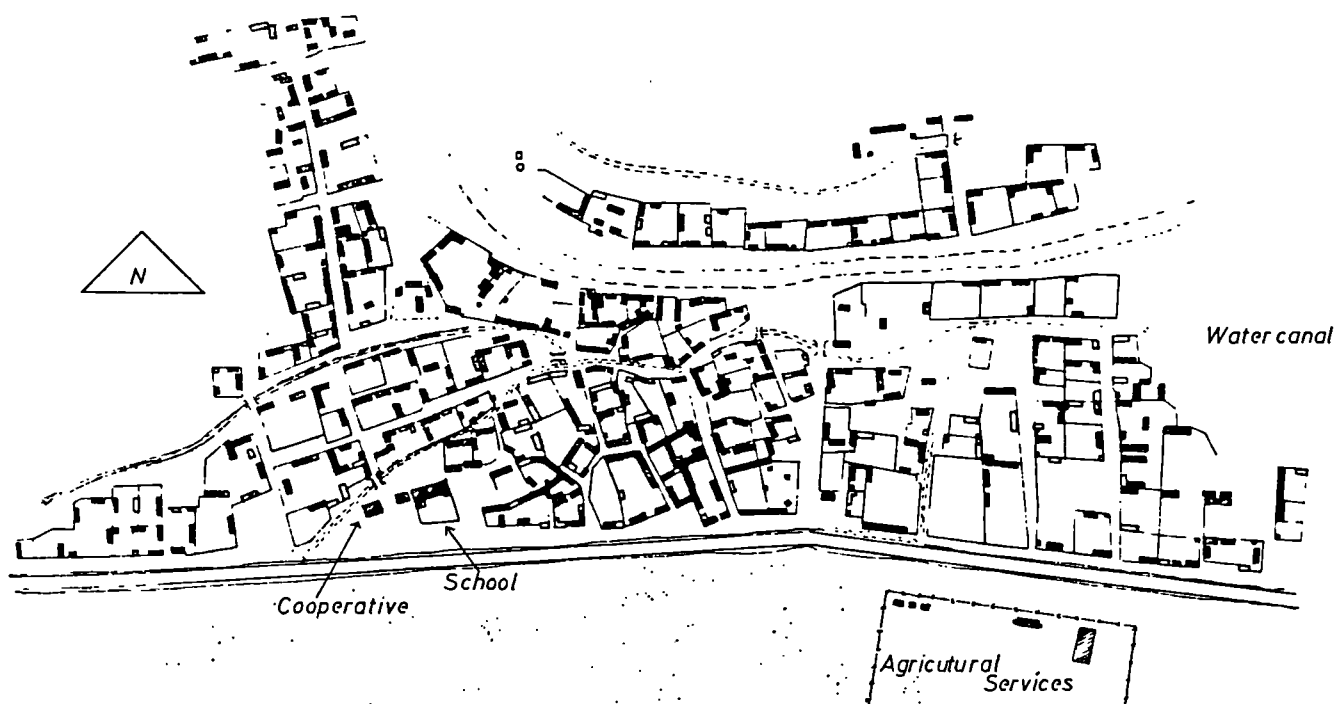 N
Water canal
School
Cooperative
Agricutural
Services